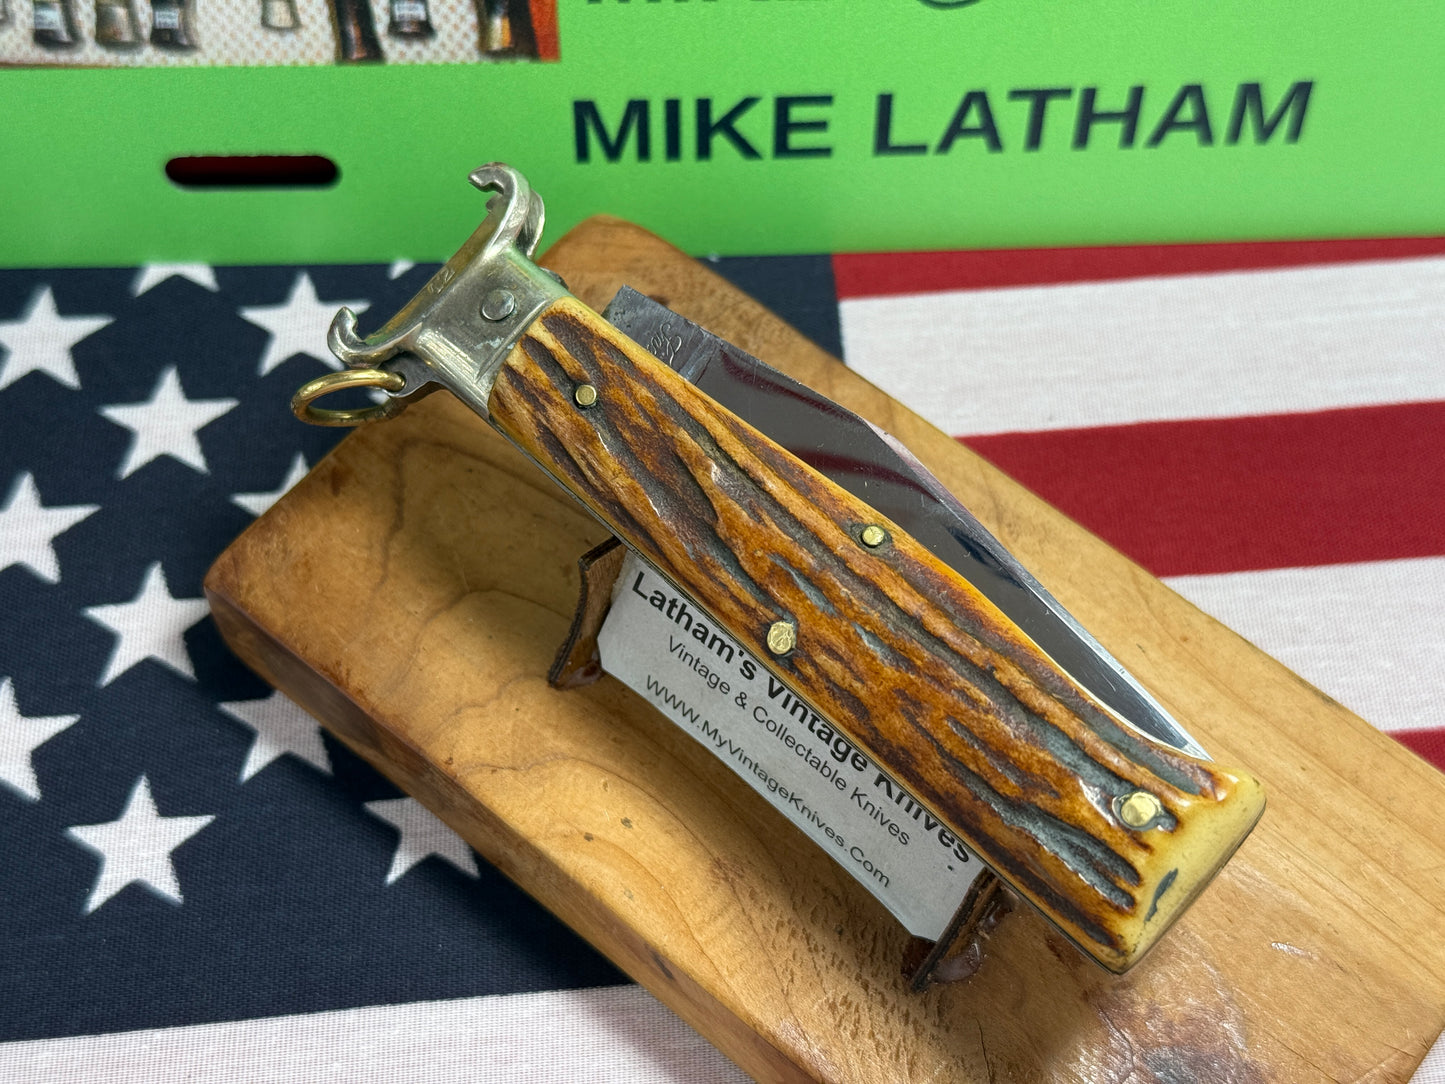 MIKE LATHAM
Latham's Vintage Knives
Vintage & Collectable Knives
www.MyVintageKnives.Com